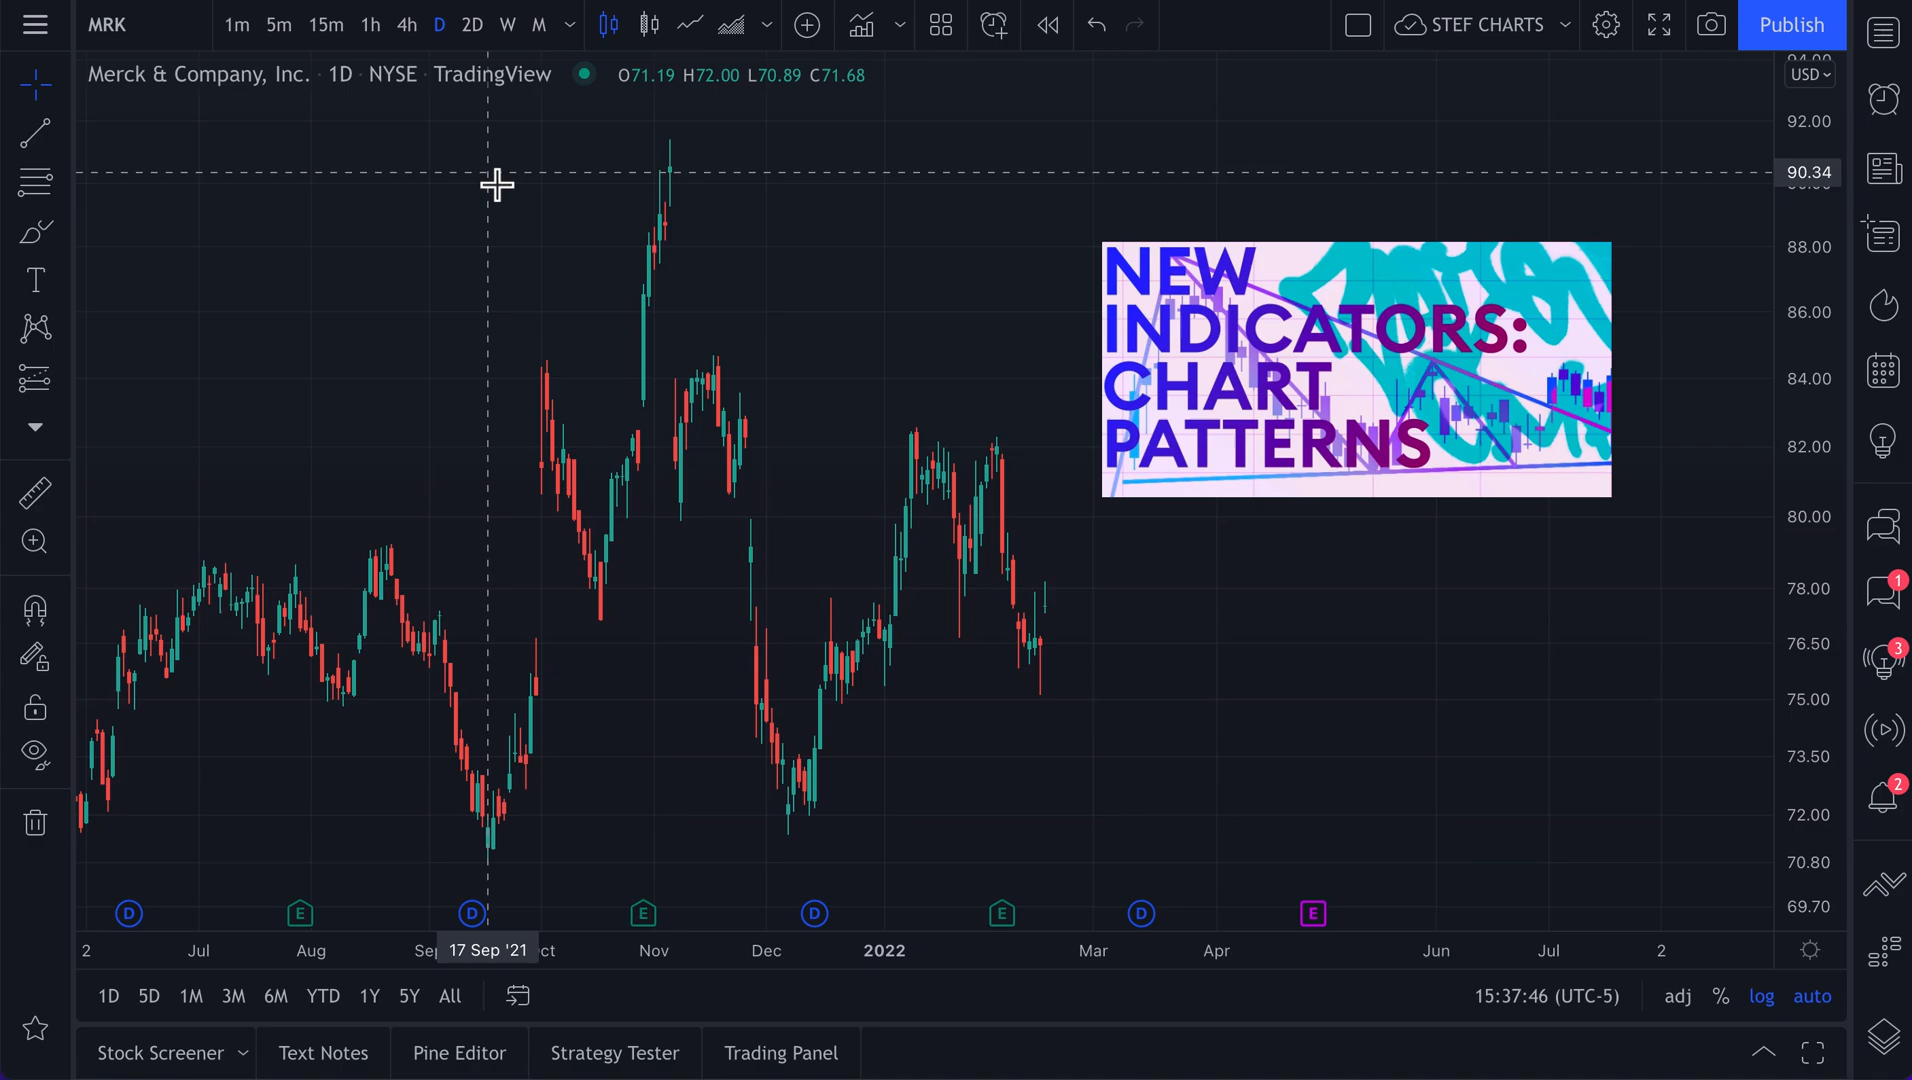 MRK
1m 5m 15m 1h 4h D 2D W M
STEF CHARTS
Publish
Merck & Company, Inc. · 1D · NYSE · TradingView
O71.19 H72.00 L70.89 C71.68
USD
92.00
90.34
88.00
86.00
84.00
82.00
80.00
78.00
76.50
75.00
73.50
72.00
70.80
69.70
NEW
INDICATORS:
CHART
PATTERNS
1
3
2
D E D E D E D E
2 Jul Aug 17 Sep '21 Nov Dec 2022 Mar Apr Jun Jul 2
1D 5D 1M 3M 6M YTD 1Y 5Y All
15:37:46 (UTC-5) adj % log auto
Stock Screener Text Notes Pine Editor Strategy Tester Trading Panel